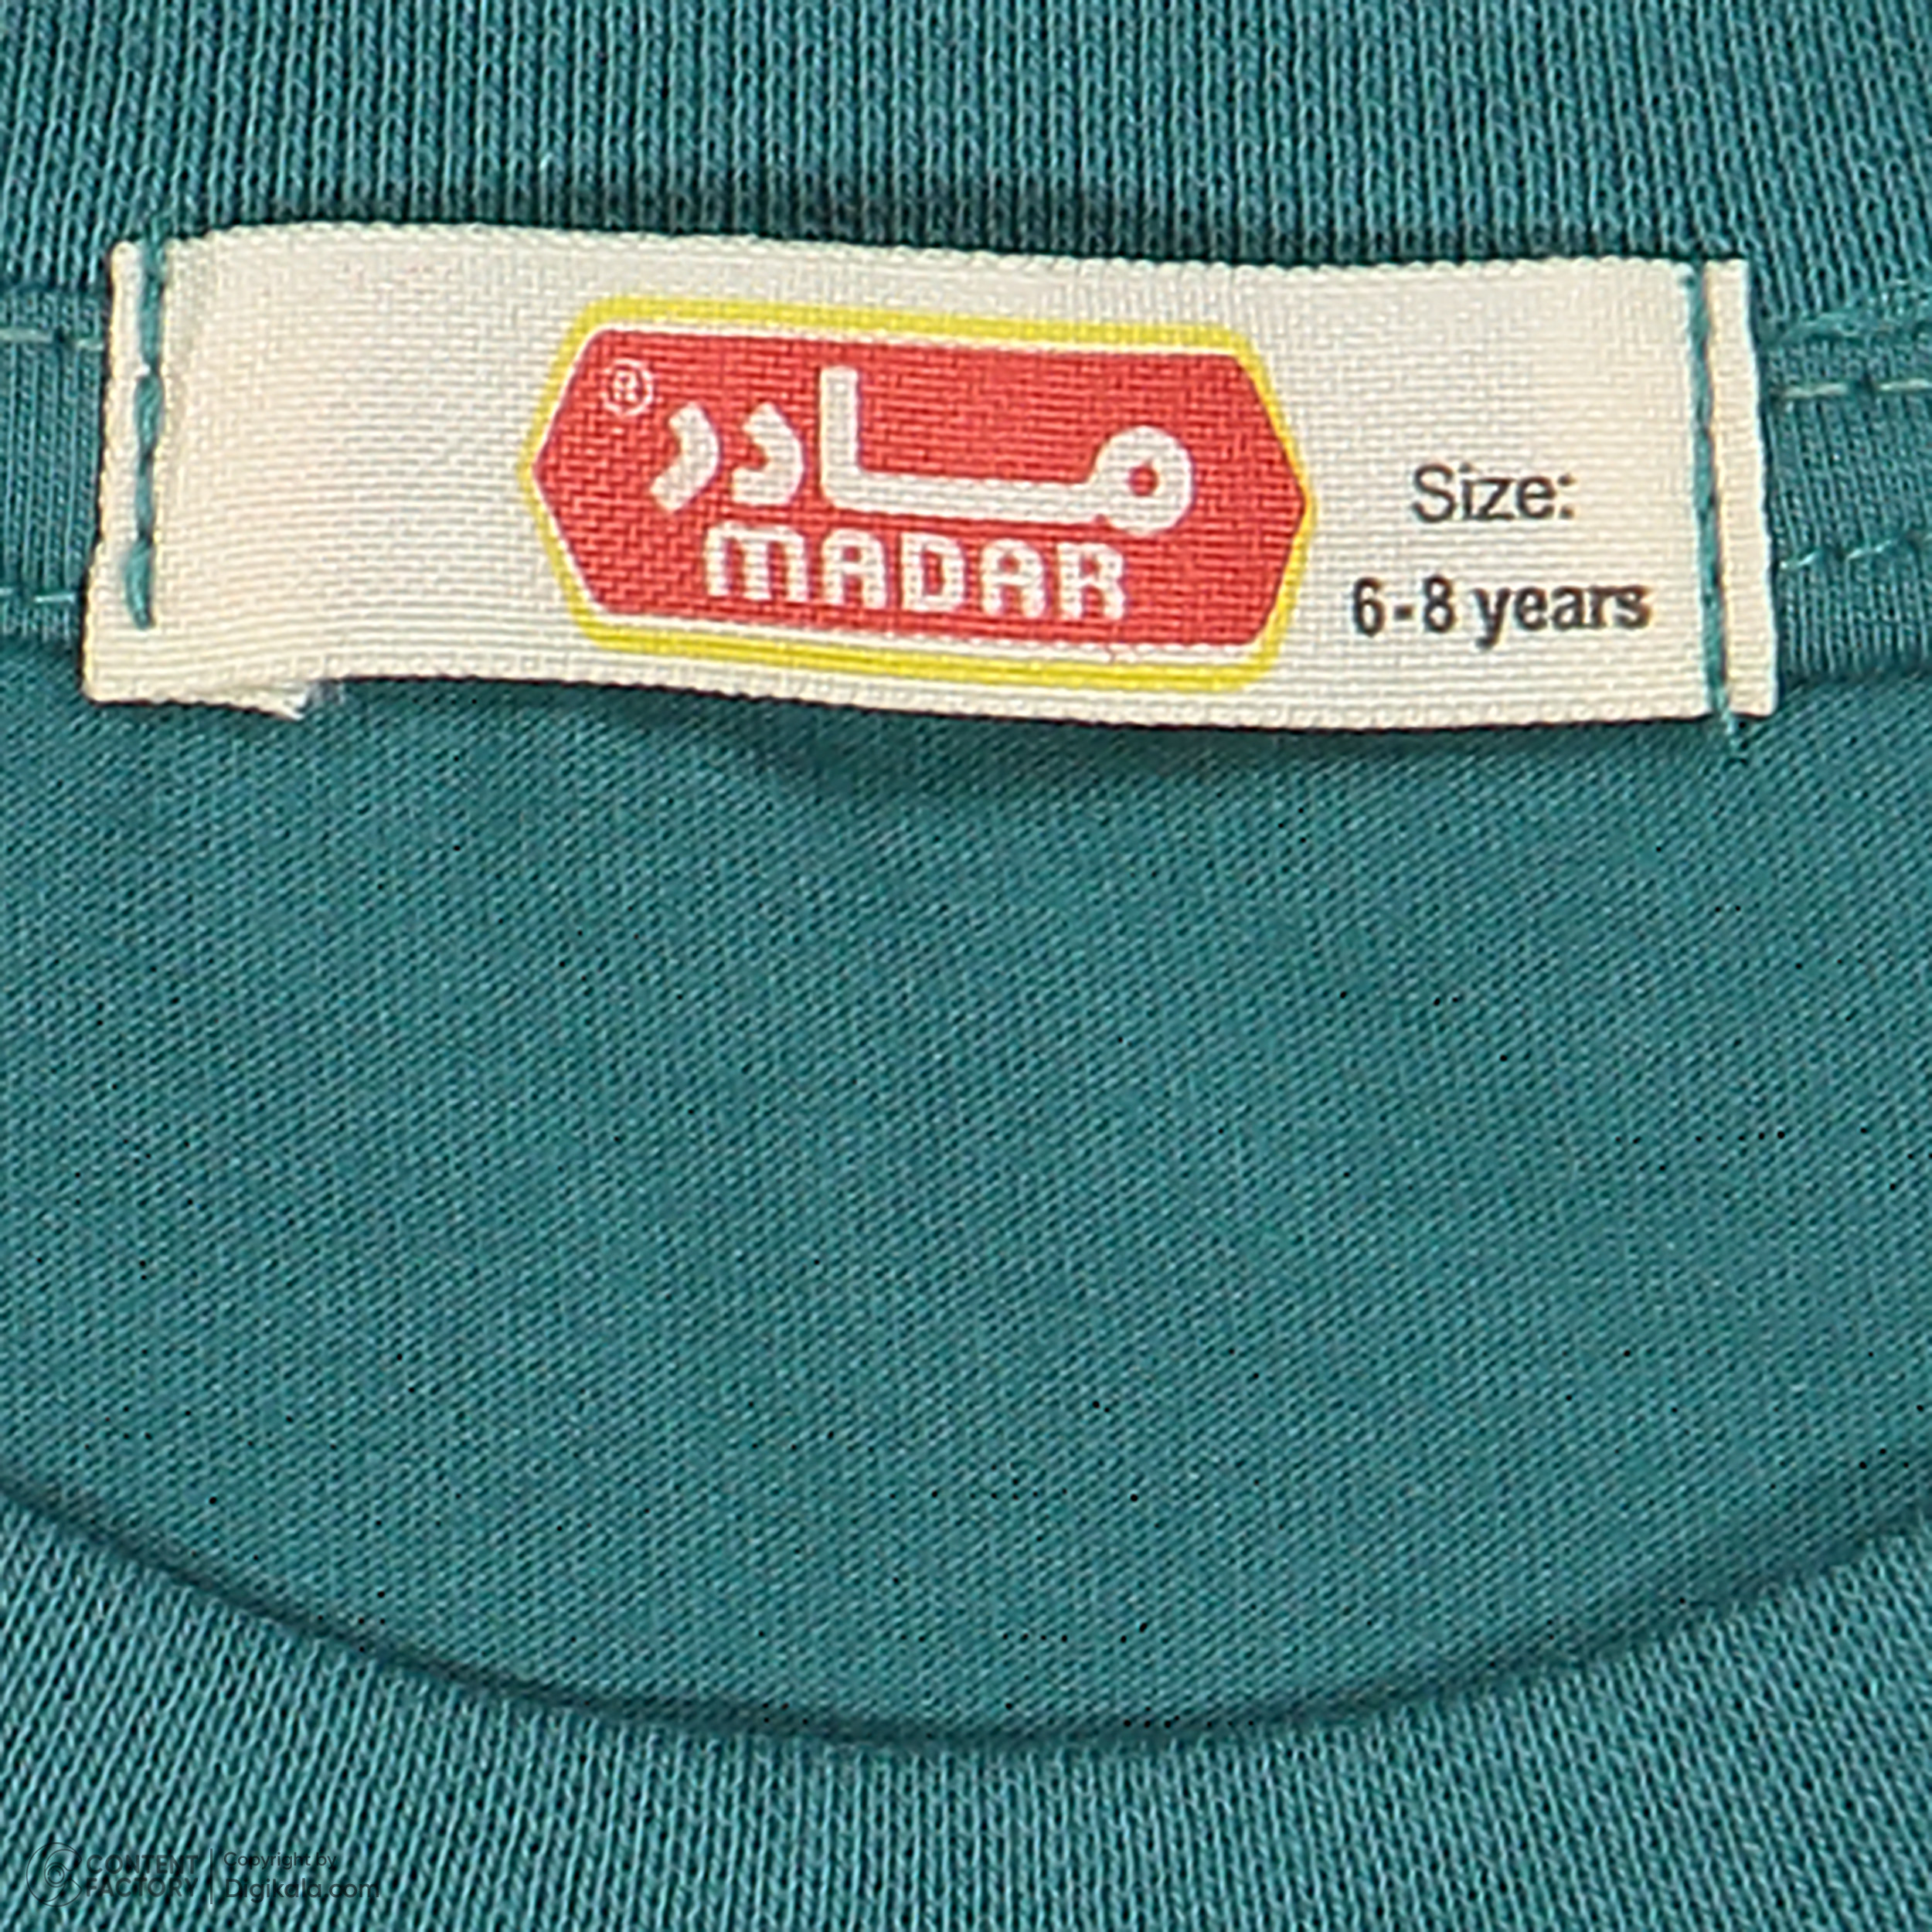 ®
مادر
MADAR
Size:
6-8 years
CONTENT FACTORY
Copyright by
Digikala.com